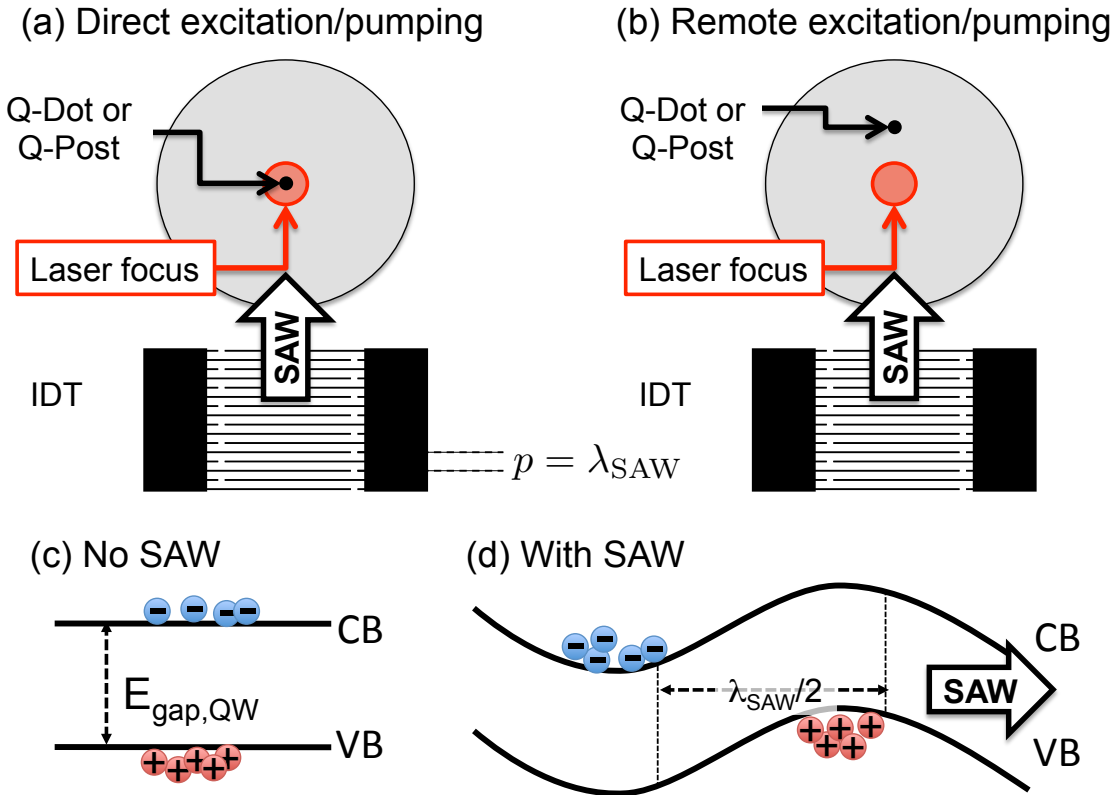 (a) Direct excitation/pumping
Q-Dot or
Q-Post
Laser focus
SAW
IDT
p = λSAW
(b) Remote excitation/pumping
Q-Dot or
Q-Post
Laser focus
SAW
IDT
(c) No SAW
CB
Egap,QW
VB
(d) With SAW
CB
λSAW/2
SAW
VB